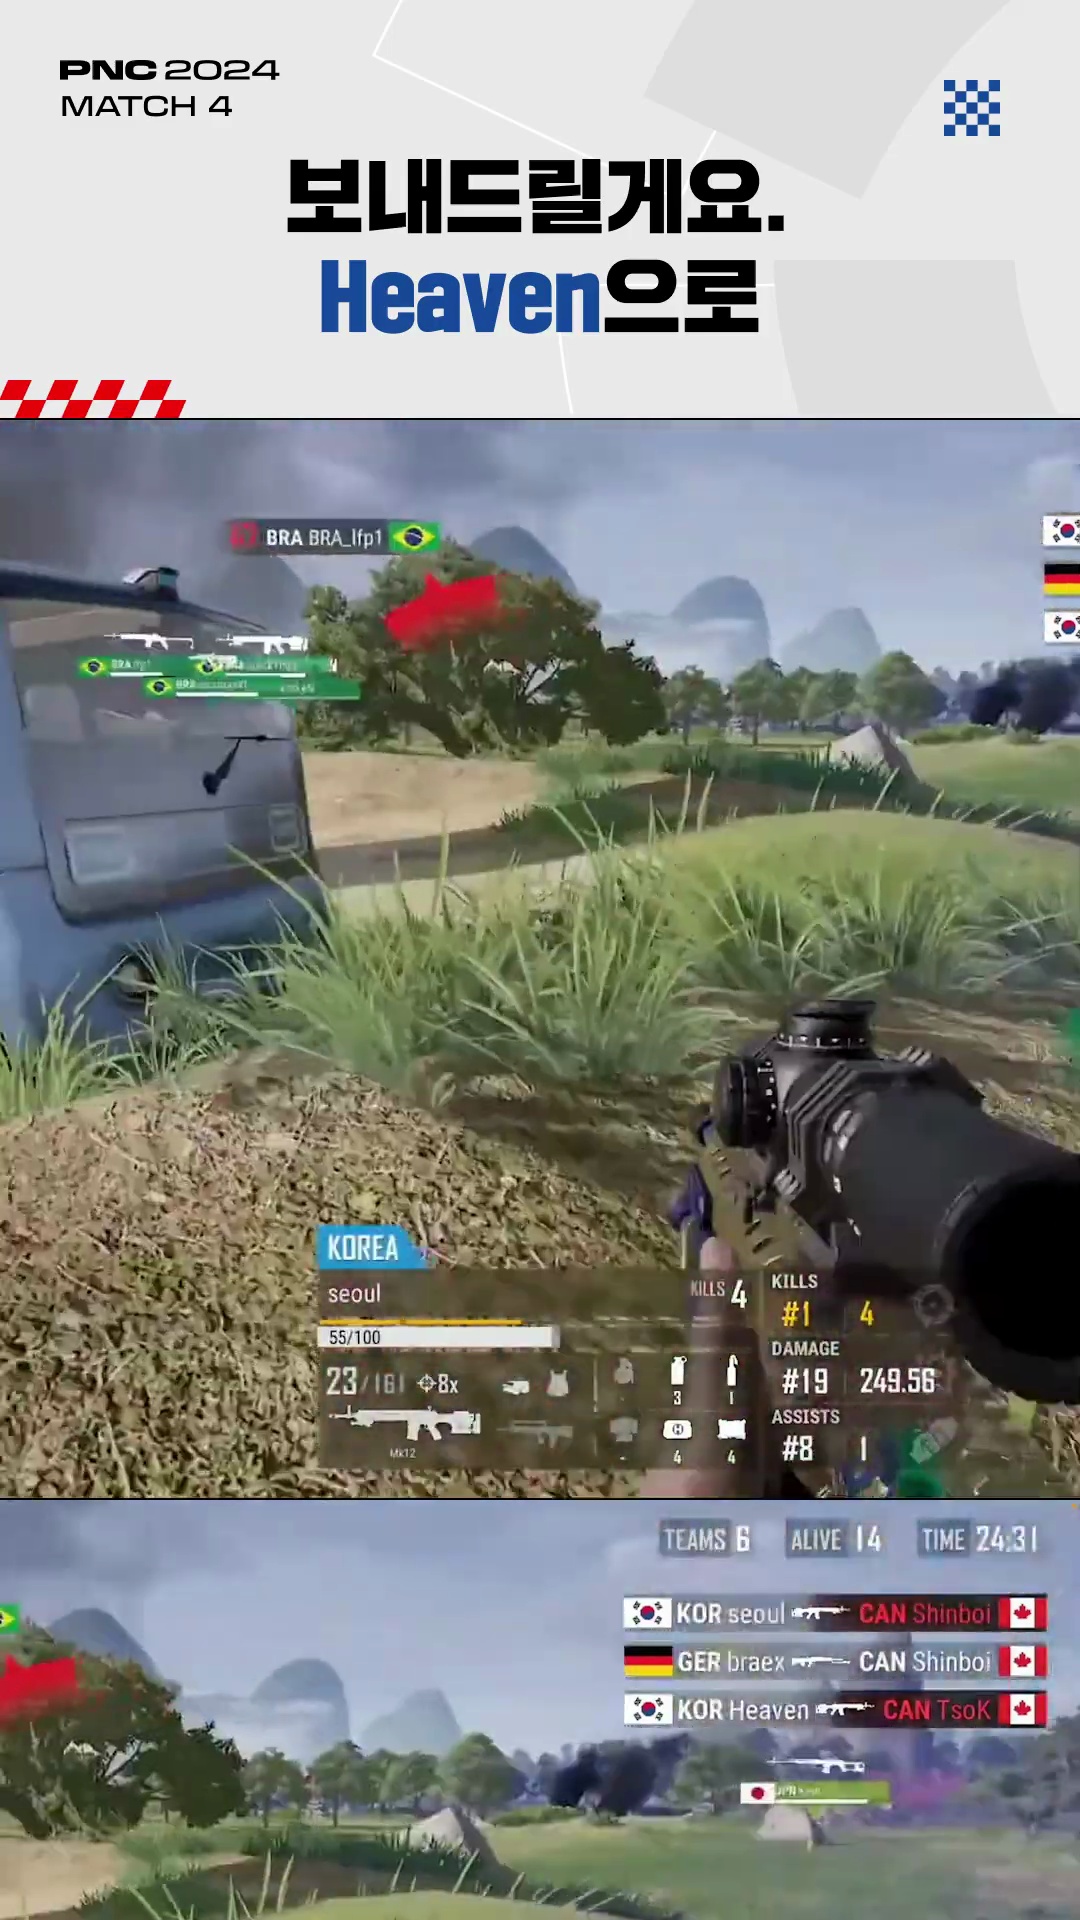 PNC 2024
MATCH 4
보내드릴게요.
Heaven으로
BRA BRA_lfp1
BRA lfp1
KOREA
seoul
KILLS 4
55/100
23/161
8x
3
1
Mk12
-
4
4
KILLS
#1 4
DAMAGE
#19 249.56
ASSISTS
#8 1
TEAMS 6 ALIVE 14 TIME 24:31
KOR seoul CAN Shinboi
GER braex CAN Shinboi
KOR Heaven CAN TsoK
JPN